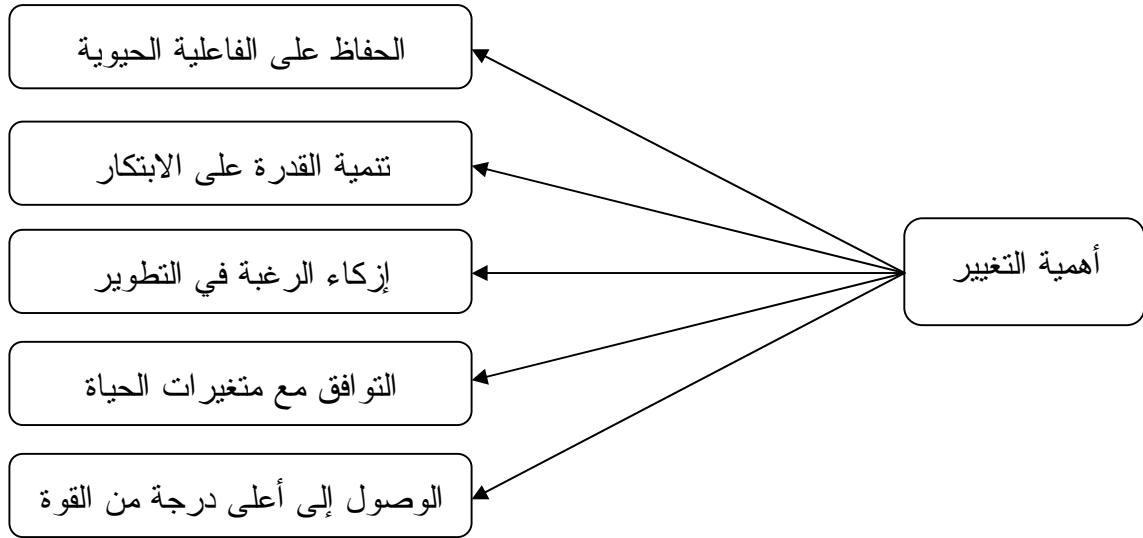 أهمية التغيير
الحفاظ على الفاعلية الحيوية
تنمية القدرة على الابتكار
إزكاء الرغبة في التطوير
التوافق مع متغيرات الحياة
الوصول إلى أعلى درجة من القوة